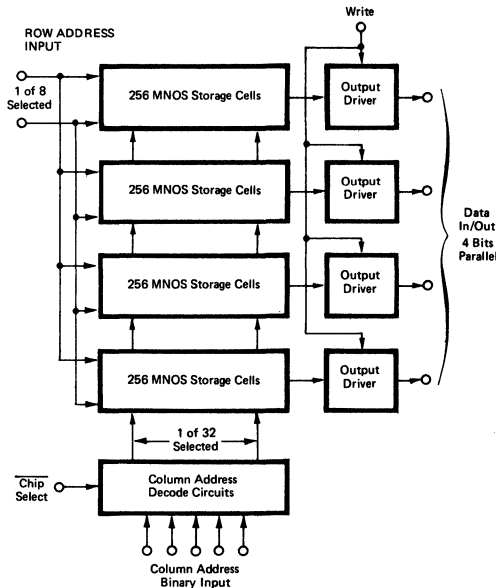 Write
ROW ADDRESS
INPUT
1 of 8
Selected
256 MNOS Storage Cells
Output
Driver
256 MNOS Storage Cells
Output
Driver
Data
In/Out
4 Bits
Parallel
256 MNOS Storage Cells
Output
Driver
256 MNOS Storage Cells
Output
Driver
1 of 32
Selected
Chip
Select
Column Address
Decode Circuits
Column Address
Binary Input